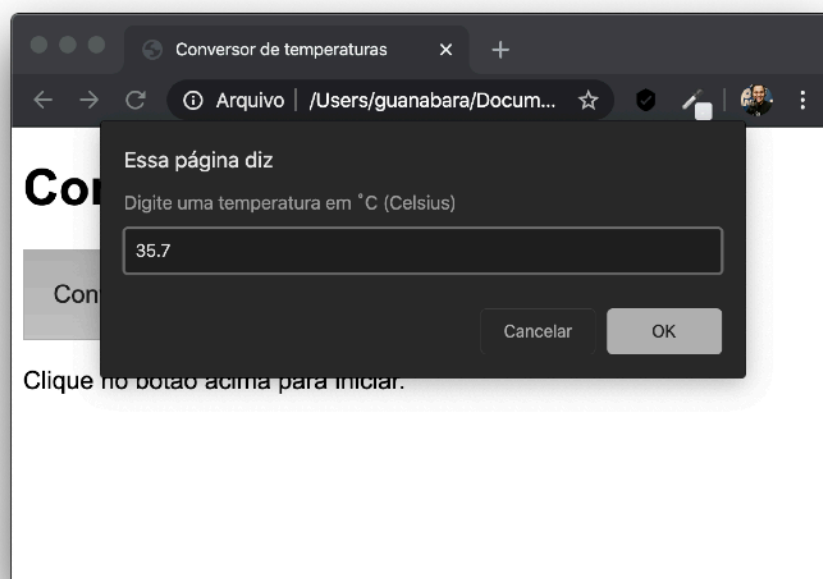 Conversor de temperaturas
Arquivo | /Users/guanabara/Docum...
Essa página diz
Digite uma temperatura em °C (Celsius)
35.7
Cancelar
OK
Clique no botão acima para iniciar.